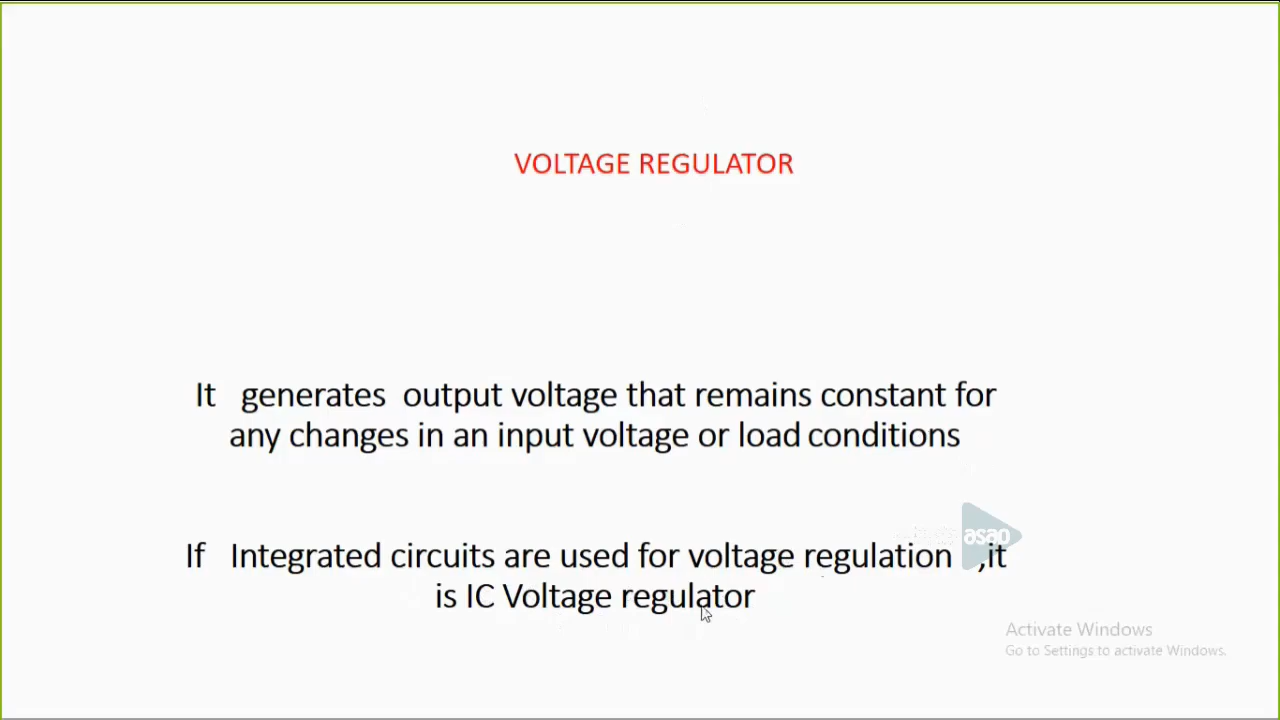 VOLTAGE REGULATOR
It generates output voltage that remains constant for
any changes in an input voltage or load conditions
If Integrated circuits are used for voltage regulation ,it
is IC Voltage regulator
asap
Activate Windows
Go to Settings to activate Windows.